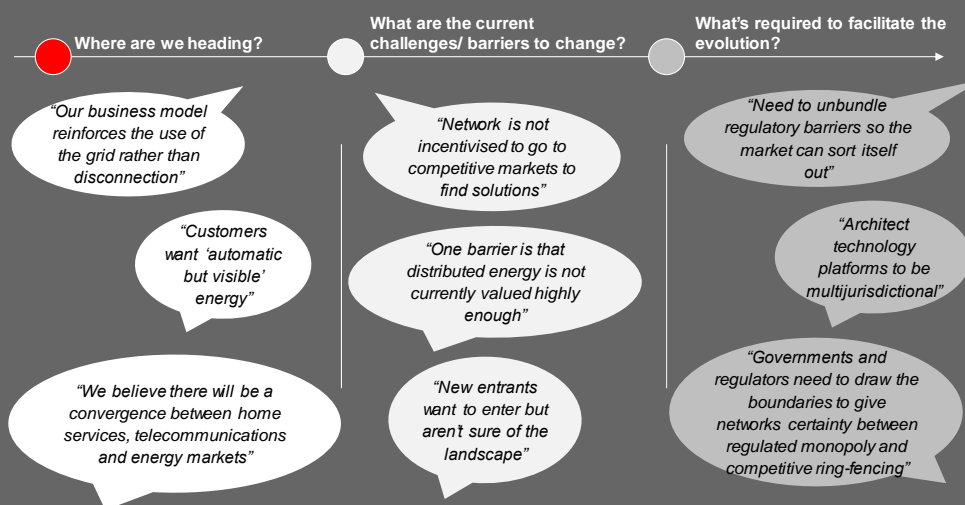 Where are we heading?
What are the current
challenges/ barriers to change?
What's required to facilitate the
evolution?
“Our business model
reinforces the use of
the grid rather than
disconnection”
“Customers
want ‘automatic
but visible’
energy”
“We believe there will be a
convergence between home
services, telecommunications
and energy markets”
“Network is not
incentivised to go to
competitive markets to
find solutions”
“One barrier is that
distributed energy is not
currently valued highly
enough”
“New entrants
want to enter but
aren't sure of the
landscape”
“Need to unbundle
regulatory barriers so the
market can sort itself
out”
“Architect
technology
platforms to be
multijurisdictional”
“Governments and
regulators need to draw the
boundaries to give
networks certainty between
regulated monopoly and
competitive ring-fencing”